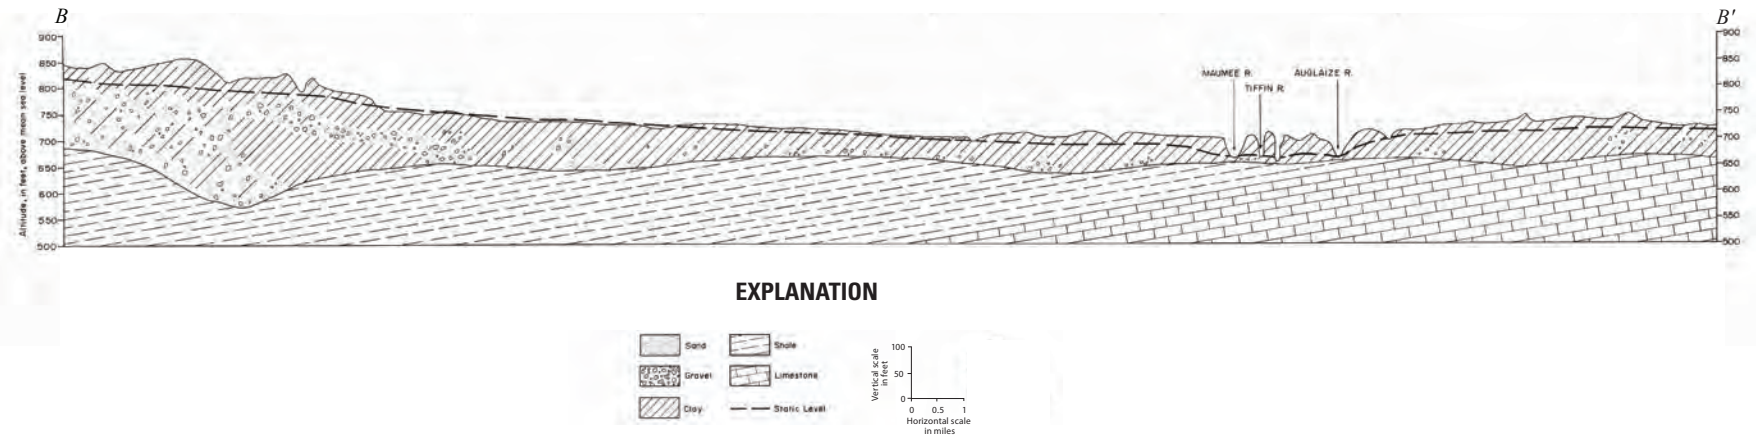 B
B'
900
850
800
750
700
650
600
550
500
Altitude, in feet, above mean sea level
MAUMEE R.
TIFFIN R.
AUGLAIZE R.
900
850
800
750
700
650
600
550
500
EXPLANATION
Sand
Shale
Gravel
Limestone
Clay
Static Level
Vertical scale
in feet
100
50
0
0 0.5 1
Horizontal scale
in miles